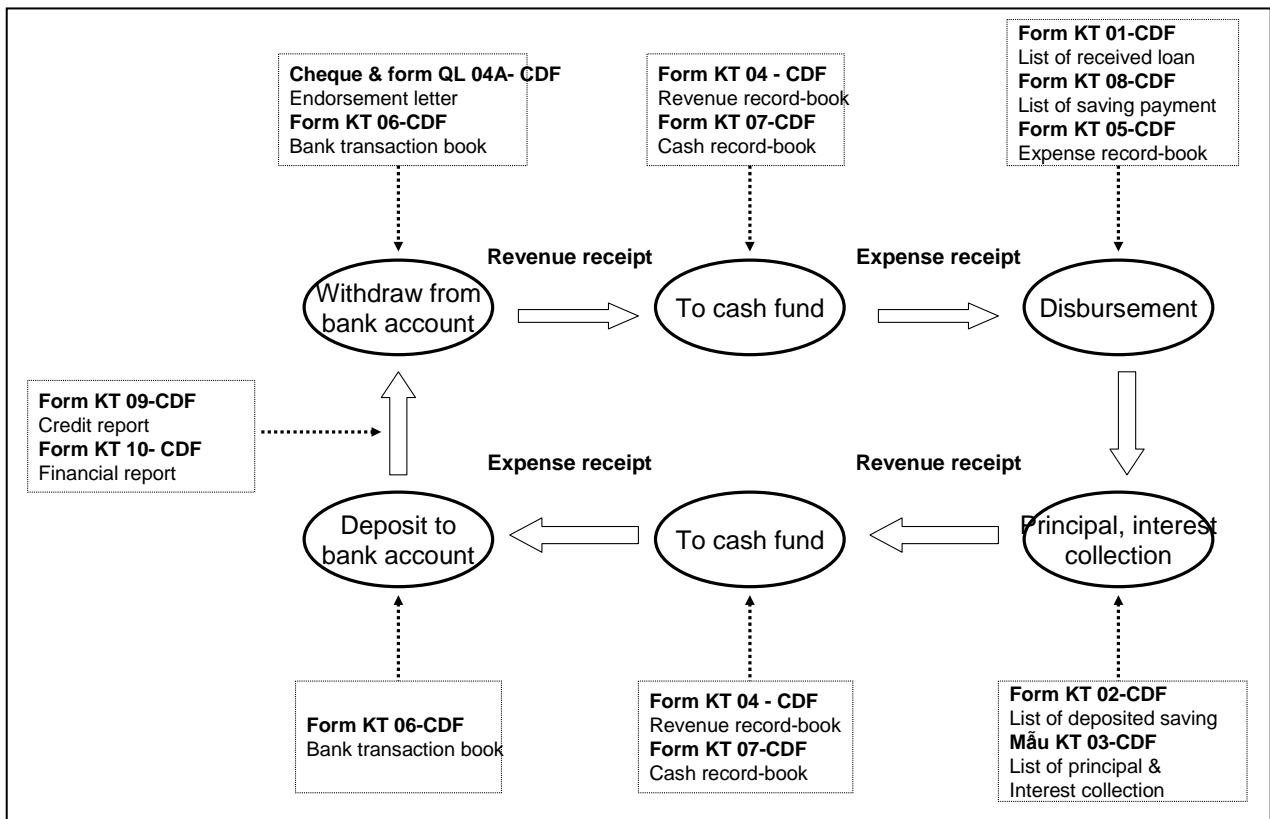 Cheque & form QL 04A- CDF
Endorsement letter
Form KT 06-CDF
Bank transaction book
Form KT 04 - CDF
Revenue record-book
Form KT 07-CDF
Cash record-book
Form KT 01-CDF
List of received loan
Form KT 08-CDF
List of saving payment
Form KT 05-CDF
Expense record-book
Revenue receipt
Expense receipt
Withdraw from
bank account
To cash fund
Disbursement
Form KT 09-CDF
Credit report
Form KT 10- CDF
Financial report
Expense receipt
Revenue receipt
Deposit to
bank account
To cash fund
Principal, interest
collection
Form KT 06-CDF
Bank transaction book
Form KT 04 - CDF
Revenue record-book
Form KT 07-CDF
Cash record-book
Form KT 02-CDF
List of deposited saving
Mẫu KT 03-CDF
List of principal &
Interest collection